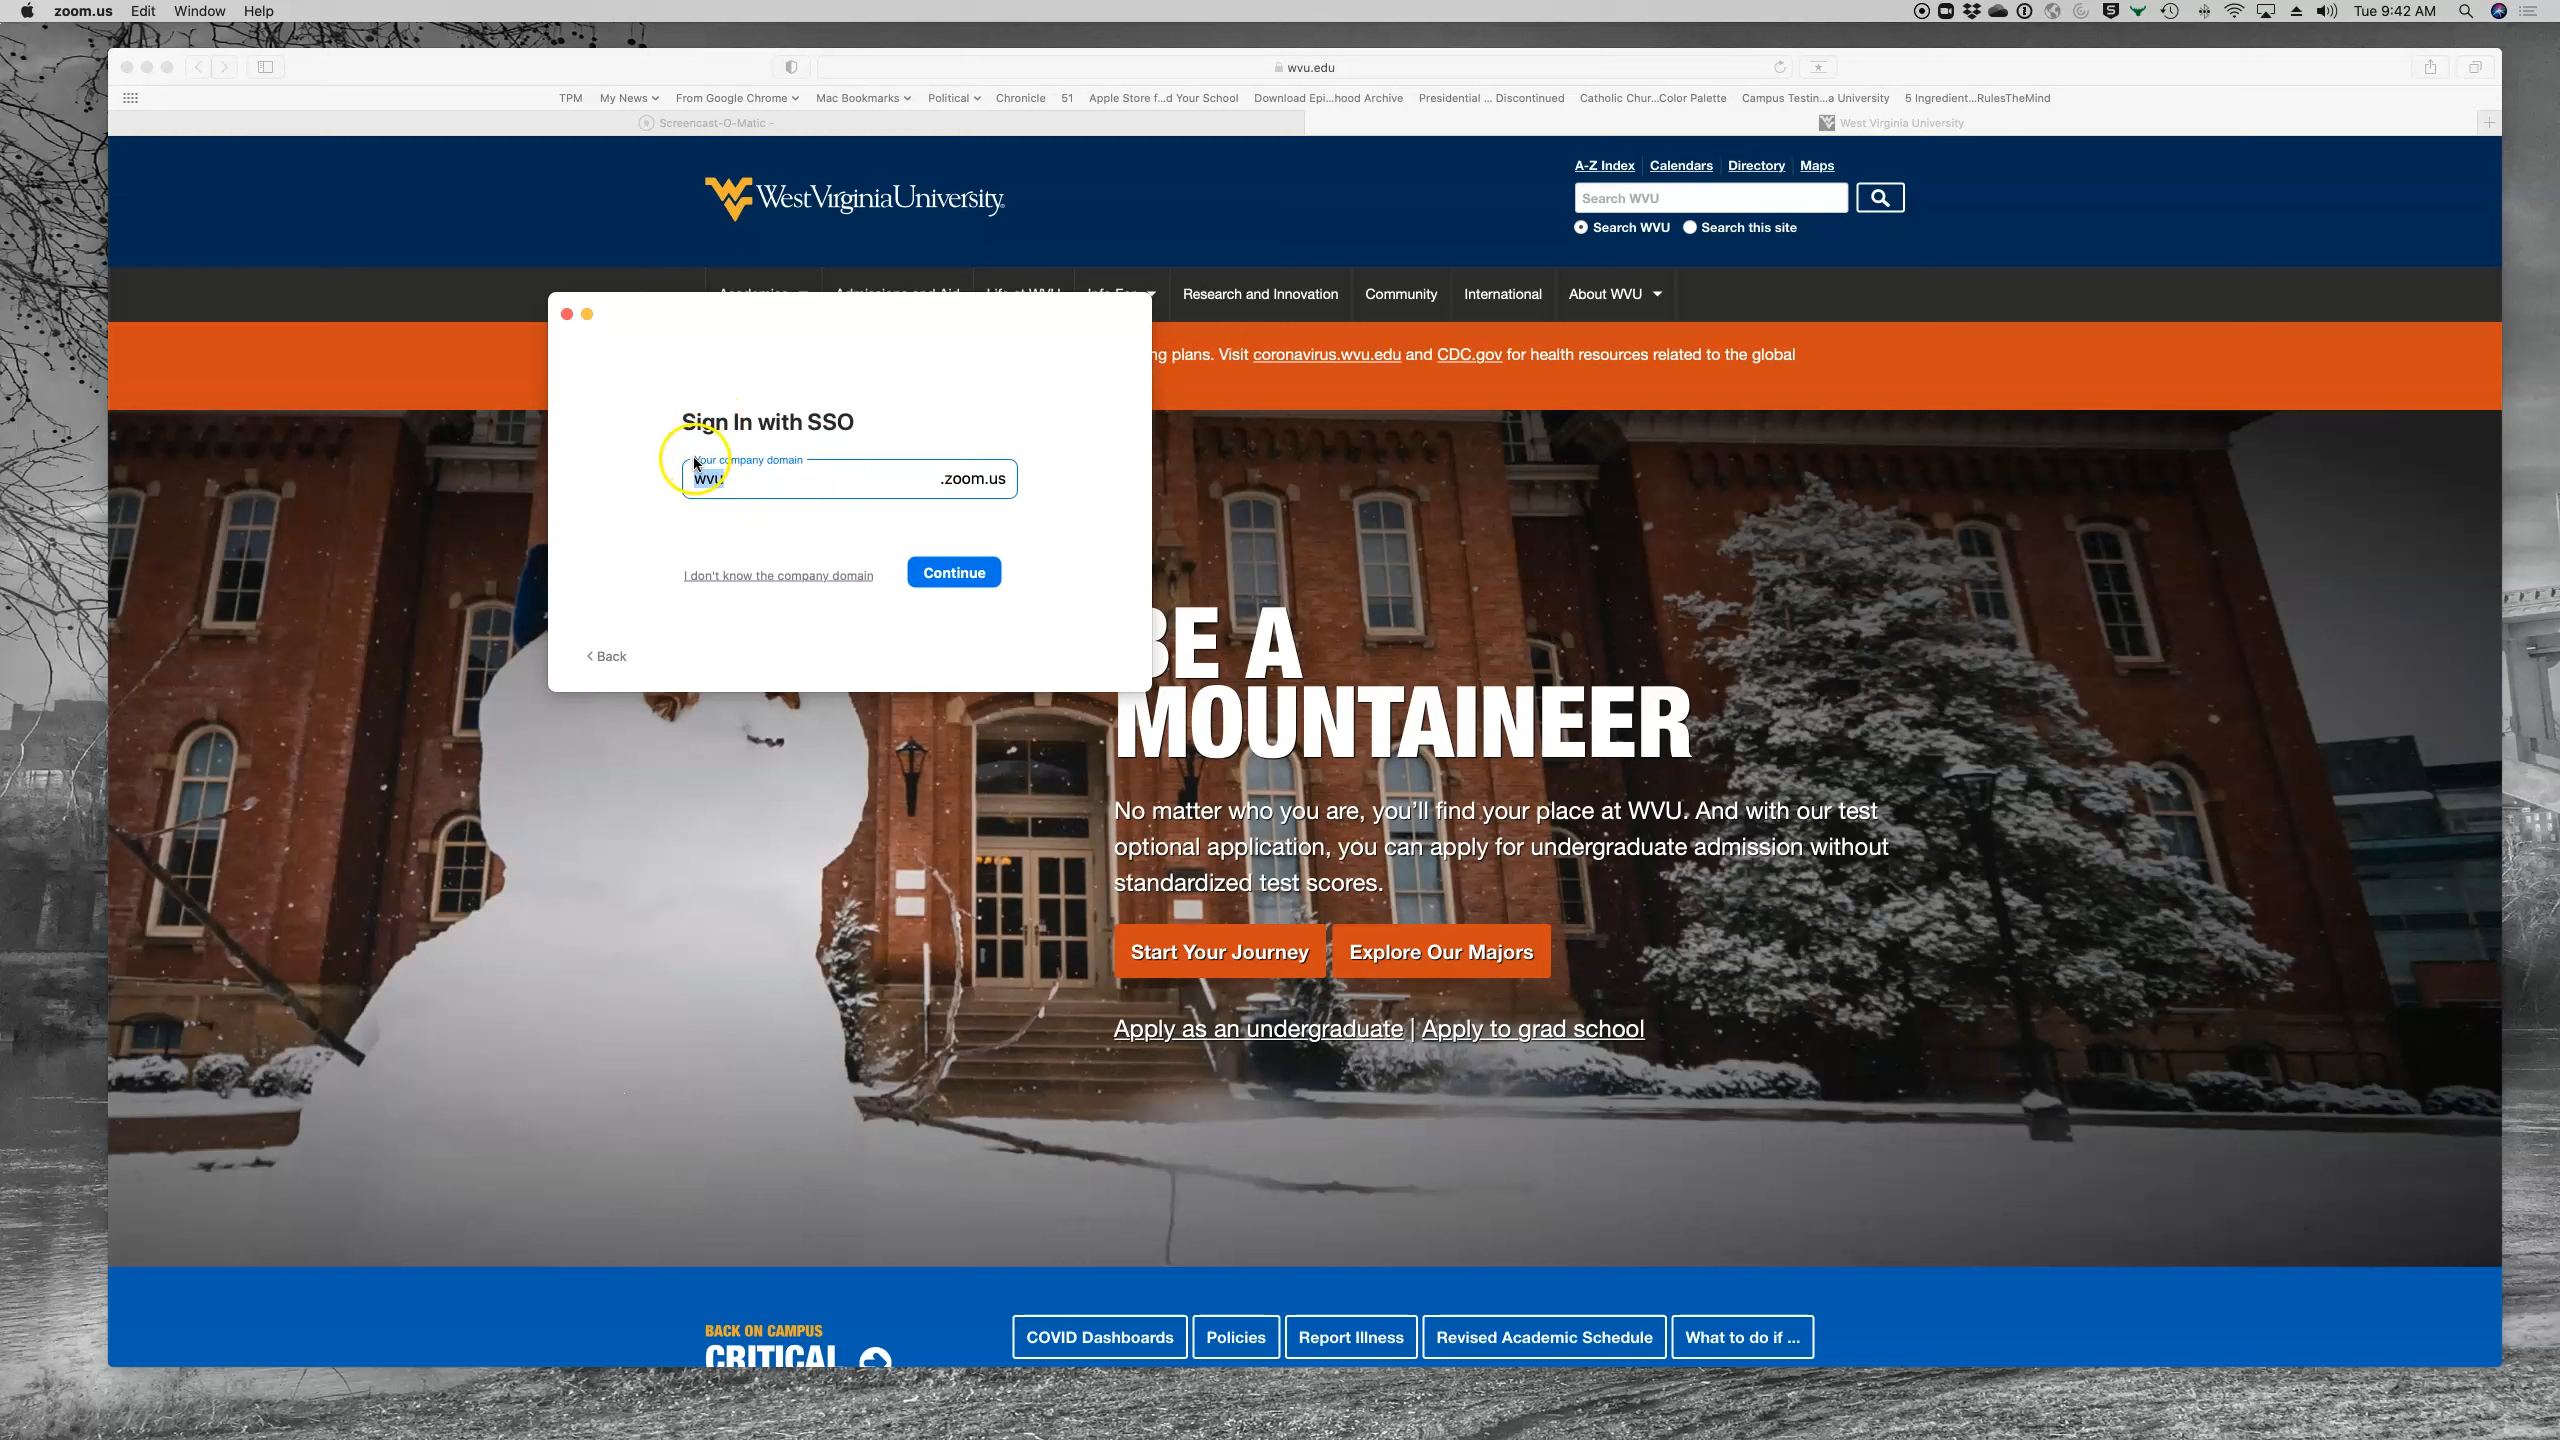 zoom.us Edit Window Help
Tue 9:42 AM
wvu.edu
TPM My News From Google Chrome Mac Bookmarks Political Chronicle 51 Apple Store f...d Your School Download Epi...hood Archive Presidential ... Discontinued Catholic Chur...Color Palette Campus Testin...a University 5 Ingredient...RulesTheMind
Screencast-O-Matic -
West Virginia University
A-Z Index Calendars Directory Maps
WestVirginiaUniversity.
Search WVU
Search WVU Search this site
Academics Admissions and Aid Life at WVU Info For Research and Innovation Community International About WVU
ng plans. Visit coronavirus.wvu.edu and CDC.gov for health resources related to the global
Sign In with SSO
Your company domain
wvu .zoom.us
I don't know the company domain
Continue
< Back
BE A
MOUNTAINEER
No matter who you are, you'll find your place at WVU. And with our test
optional application, you can apply for undergraduate admission without
standardized test scores.
Start Your Journey Explore Our Majors
Apply as an undergraduate | Apply to grad school
BACK ON CAMPUS
CRITICAL
COVID Dashboards Policies Report Illness Revised Academic Schedule What to do if ...